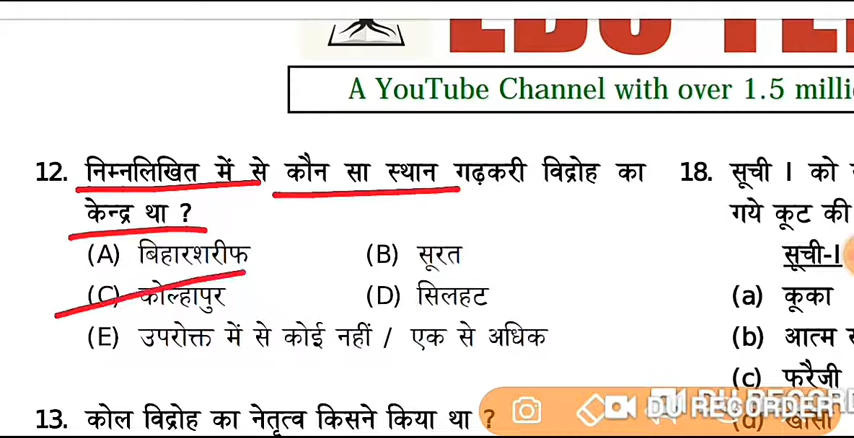 A YouTube Channel with over 1.5 milli
12. निम्नलिखित में से कौन सा स्थान गढ़करी विद्रोह का
केन्द्र था ?
(A) बिहारशरीफ
(B) सूरत
(C) कोल्हापुर
(D) सिलहट
(E) उपरोक्त में से कोई नहीं / एक से अधिक
13. कोल विद्रोह का नेतृत्व किसने किया था ?
18. सूची I को
गये कूट की
सूची-I
(a) कूका
(b) आत्म
(c) फरैजी
(d) खासी
DU RECORDER